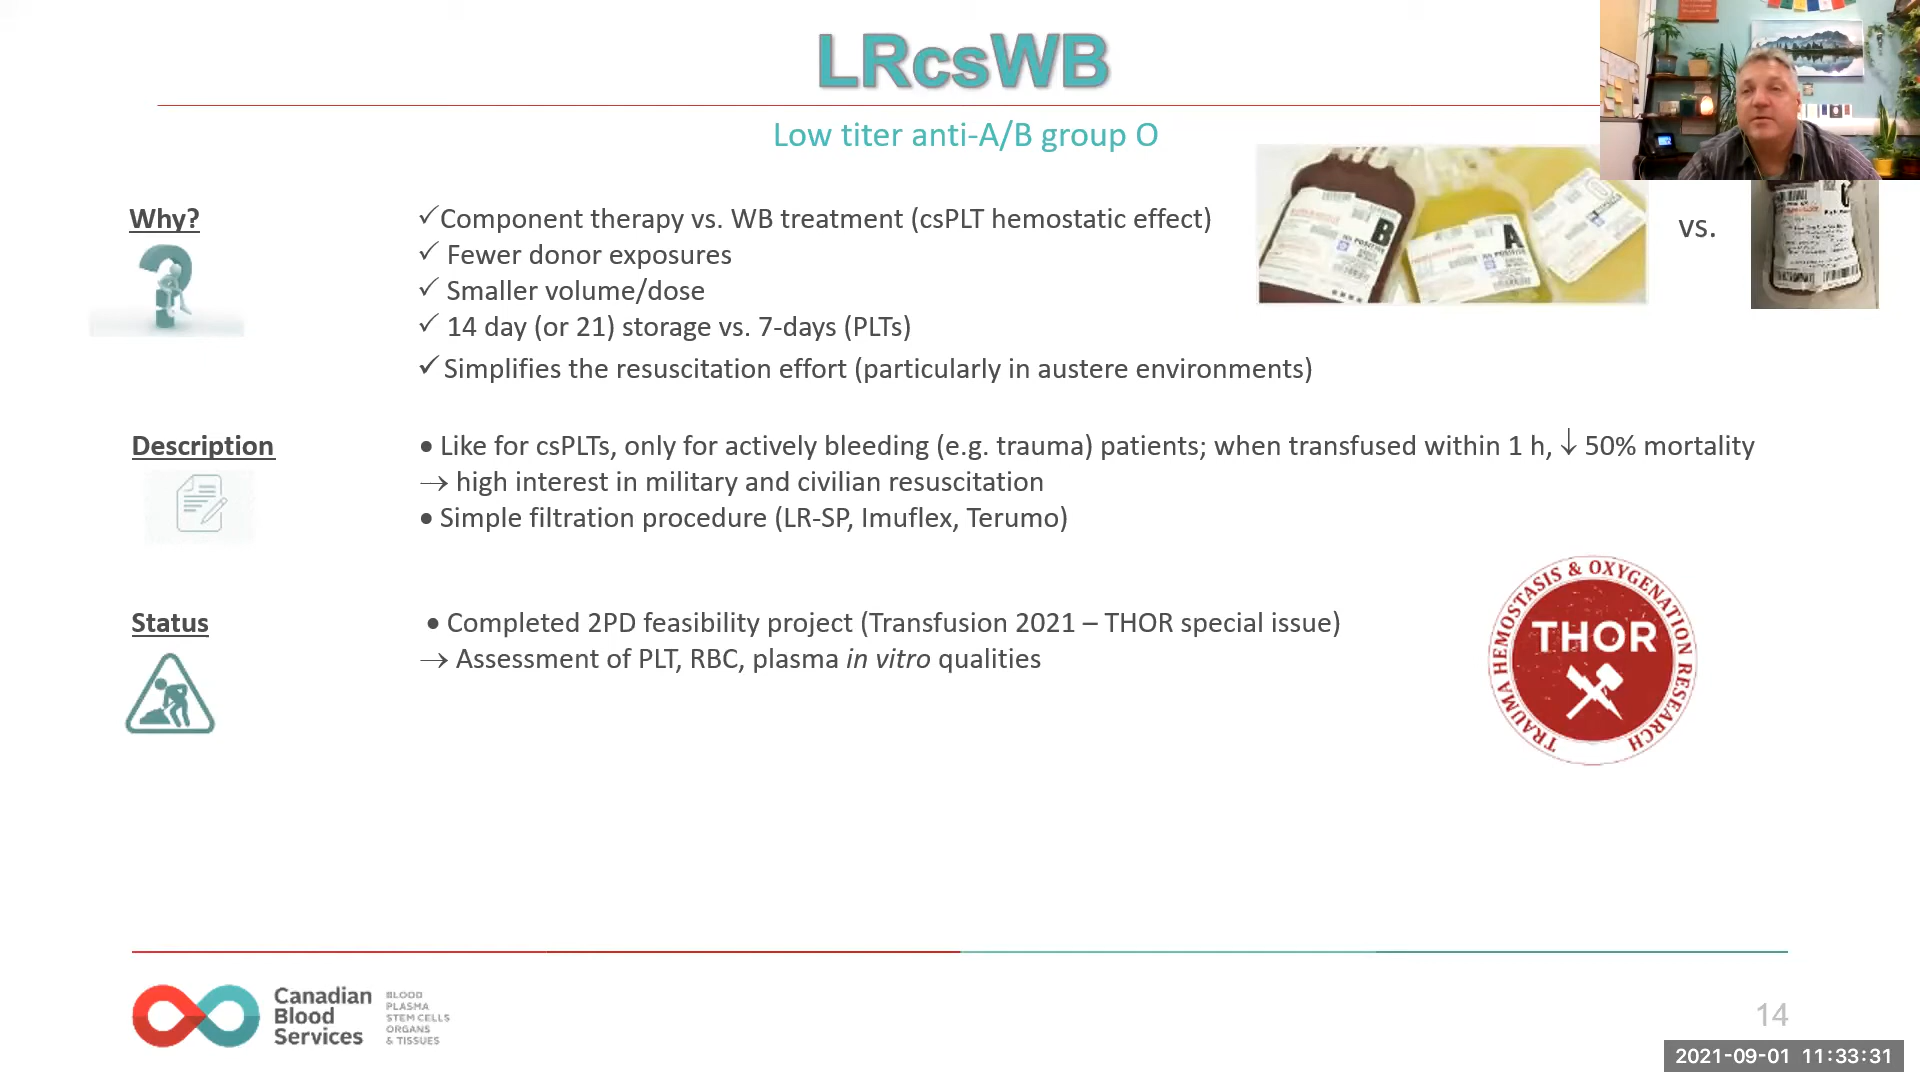 LRcsWB
Low titer anti-A/B group O
Why?
✓Component therapy vs. WB treatment (csPLT hemostatic effect)
✓ Fewer donor exposures
✓ Smaller volume/dose
✓ 14 day (or 21) storage vs. 7-days (PLTs)
✓Simplifies the resuscitation effort (particularly in austere environments)
B
A
vs.
Description
• Like for csPLTs, only for actively bleeding (e.g. trauma) patients; when transfused within 1 h, ↓ 50% mortality
→ high interest in military and civilian resuscitation
• Simple filtration procedure (LR-SP, Imuflex, Terumo)
Status
• Completed 2PD feasibility project (Transfusion 2021 – THOR special issue)
→ Assessment of PLT, RBC, plasma in vitro qualities
TRAUMA HEMOSTASIS & OXYGENATION RESEARCH
THOR
Canadian
Blood
Services
BLOOD
PLASMA
STEM CELLS
ORGANS
& TISSUES
14
2021-09-01 11:33:31